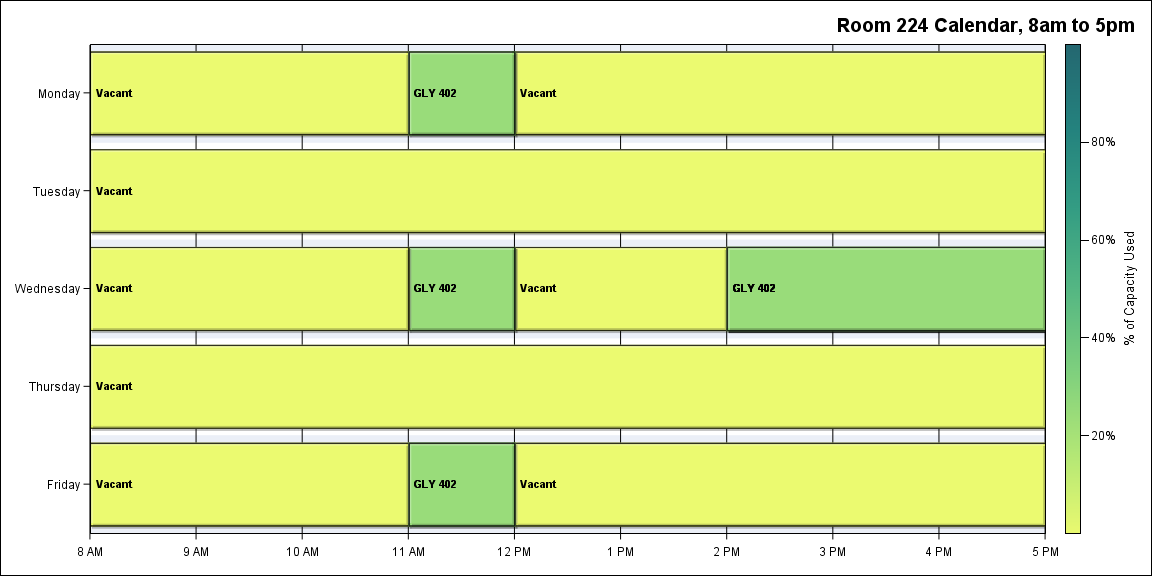 Room 224 Calendar, 8am to 5pm
Monday
Vacant
GLY 402
Vacant
Tuesday
Vacant
Wednesday
Vacant
GLY 402
Vacant
GLY 402
Thursday
Vacant
Friday
Vacant
GLY 402
Vacant
8 AM
9 AM
10 AM
11 AM
12 PM
1 PM
2 PM
3 PM
4 PM
5 PM
80%
60%
40%
20%
% of Capacity Used